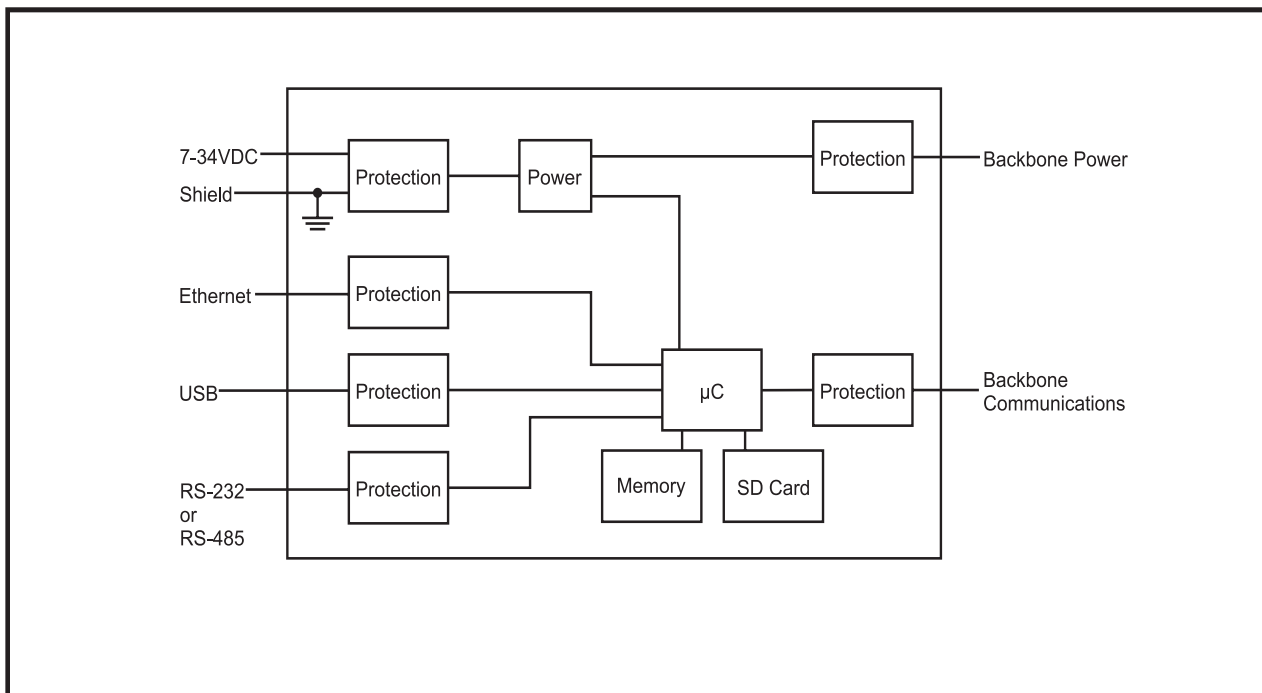 7-34VDC
Shield
Protection
Power
Protection
Backbone Power
Ethernet
Protection
USB
Protection
µC
Protection
Backbone
Communications
RS-232
or
RS-485
Protection
Memory
SD Card